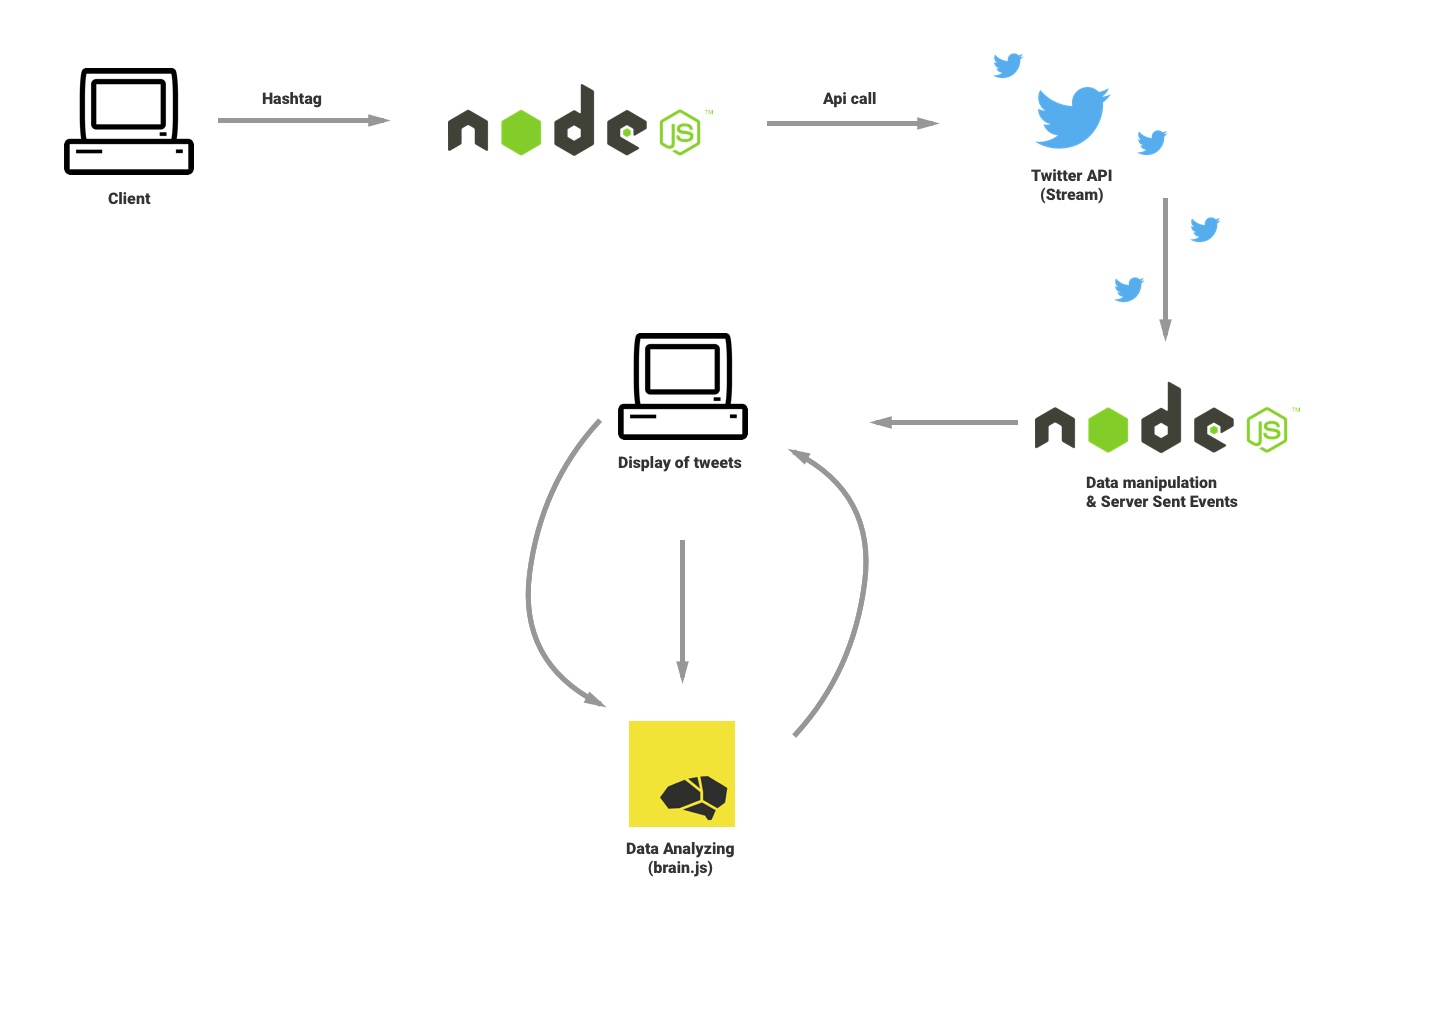 Hashtag
node JS ™
Api call
Client
Twitter API
(Stream)
node JS ™
Display of tweets
Data manipulation
& Server Sent Events
Data Analyzing
(brain.js)